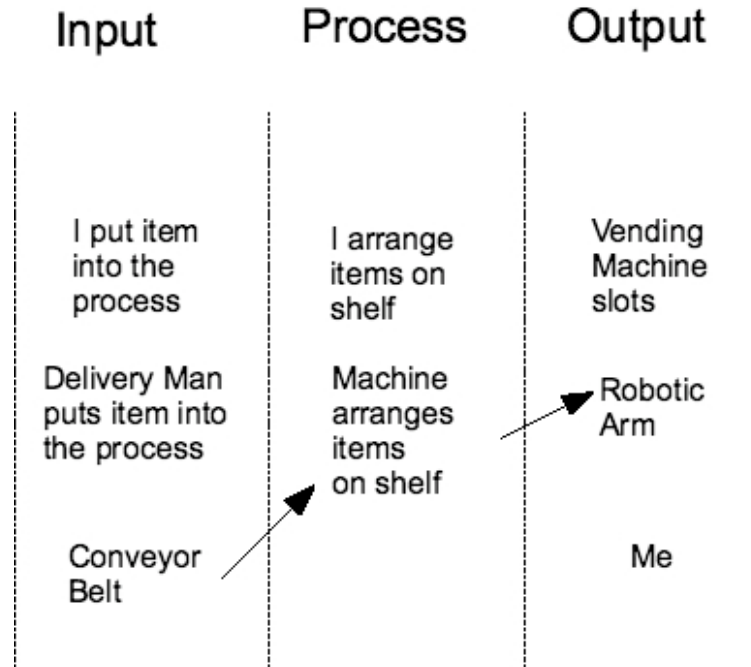 Input
Process
Output
I put item
into the
process
I arrange
items on
shelf
Vending
Machine
slots
Delivery Man
puts item into
the process
Machine
arranges
items
on shelf
Robotic
Arm
Conveyor
Belt
Me